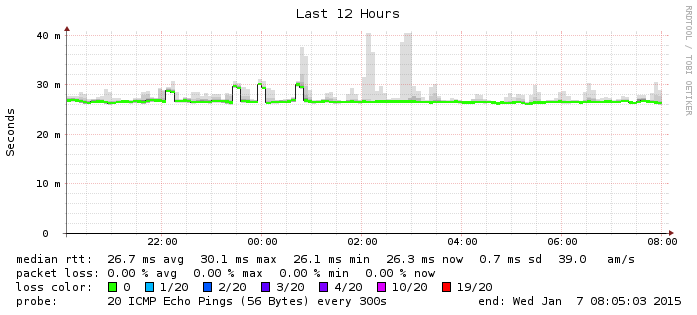 Last 12 Hours
RRDTOOL / TOBI OETIKER
Seconds
40 m
30 m
20 m
10 m
0
22:00 00:00 02:00 04:00 06:00 08:00
median rtt: 26.7 ms avg 30.1 ms max 26.1 ms min 26.3 ms now 0.7 ms sd 39.0 am/s
packet loss: 0.00 % avg 0.00 % max 0.00 % min 0.00 % now
loss color: 0 1/20 2/20 3/20 4/20 10/20 19/20
probe: 20 ICMP Echo Pings (56 Bytes) every 300s end: Wed Jan 7 08:05:03 2015